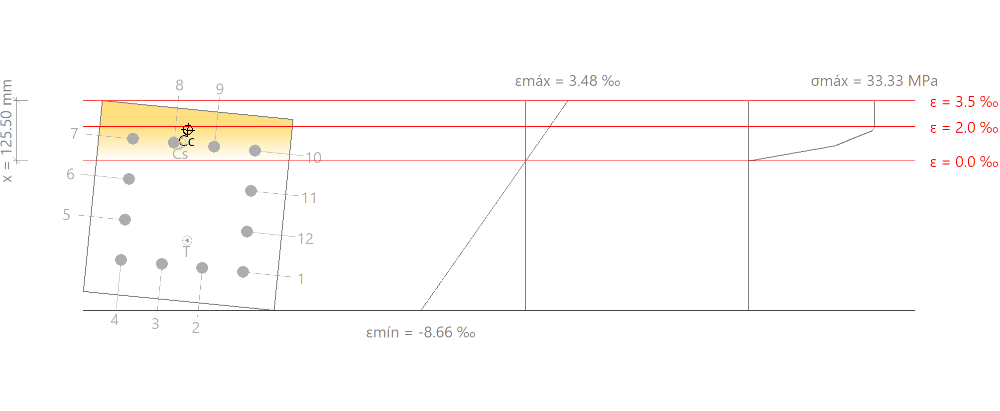 εmáx = 3.48 ‰
σmáx = 33.33 MPa
8
9
ε = 3.5 ‰
x = 125.50 mm
7
ε = 2.0 ‰
Cc
Cs
10
ε = 0.0 ‰
6
11
5
12
T
1
4
3
2
εmín = -8.66 ‰